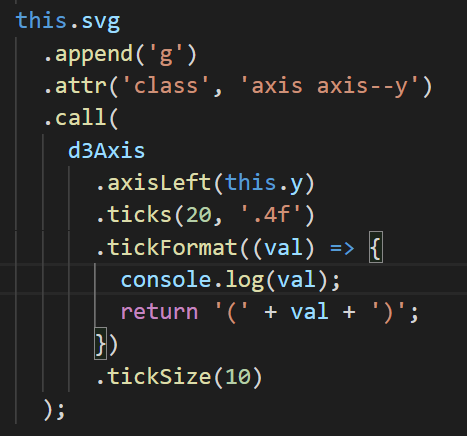 this.svg
.append('g')
.attr('class', 'axis axis--y')
.call(
d3Axis
.axisLeft(this.y)
.ticks(20, '.4f')
.tickFormat((val) => {
console.log(val);
return '(' + val + ')';
})
.tickSize(10)
);